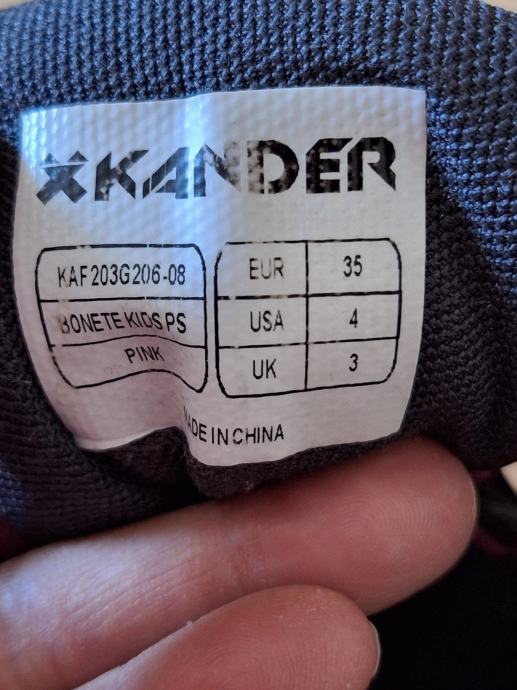 KANDER
KAF203G206-08
BONETE KIDS PS
PINK
EUR 35
USA 4
UK 3
MADE IN CHINA